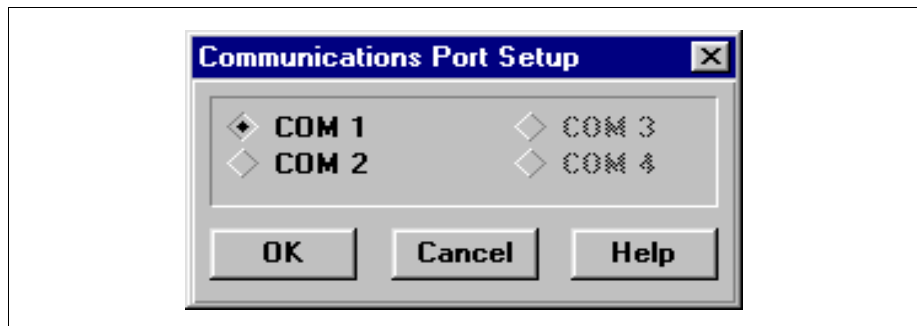 Communications Port Setup
COM 1
COM 3
COM 2
COM 4
OK
Cancel
Help